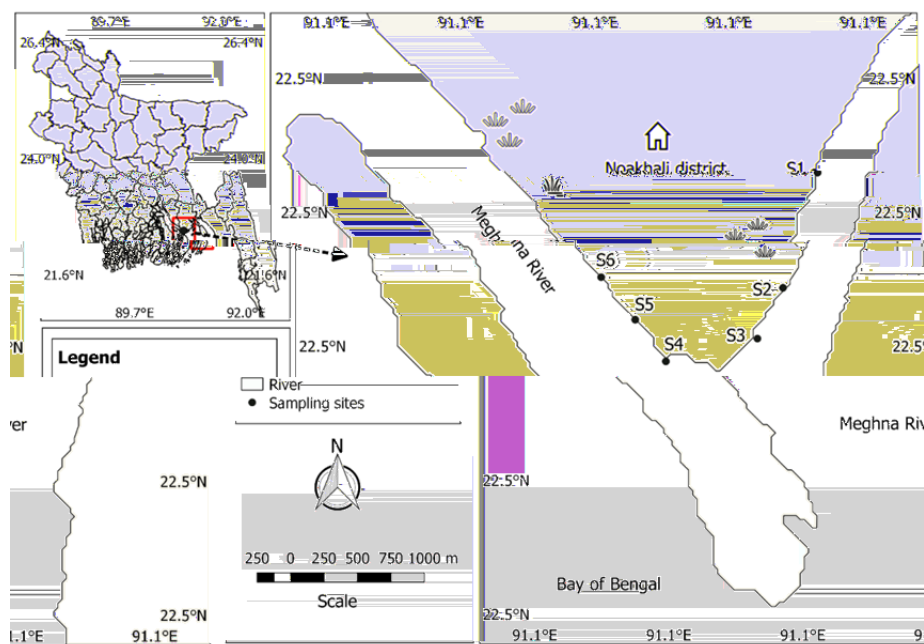 89.7°E 92.0°E
26.4°N 26.4°N
24.0°N 24.0°N
21.6°N 21.6°N
89.7°E 92.0°E
91.1°E 91.1°E 91.1°E 91.1°E 91.1°E
22.5°N 22.5°N
Noakhali district
S1
22.5°N 22.5°N
Meghna River
S6
S2
S5
S3
S4
22.5°N 22.5
°N
Legend
River
Sampling sites
N
250 0 250 500 750 1000 m
Scale
ver
22.5°N
22.5°N
1.1°E 91.1°E
Meghna Riv
22.5°N
Bay of Bengal
22.5°N
91.1°E 91.1°E 91.1°E